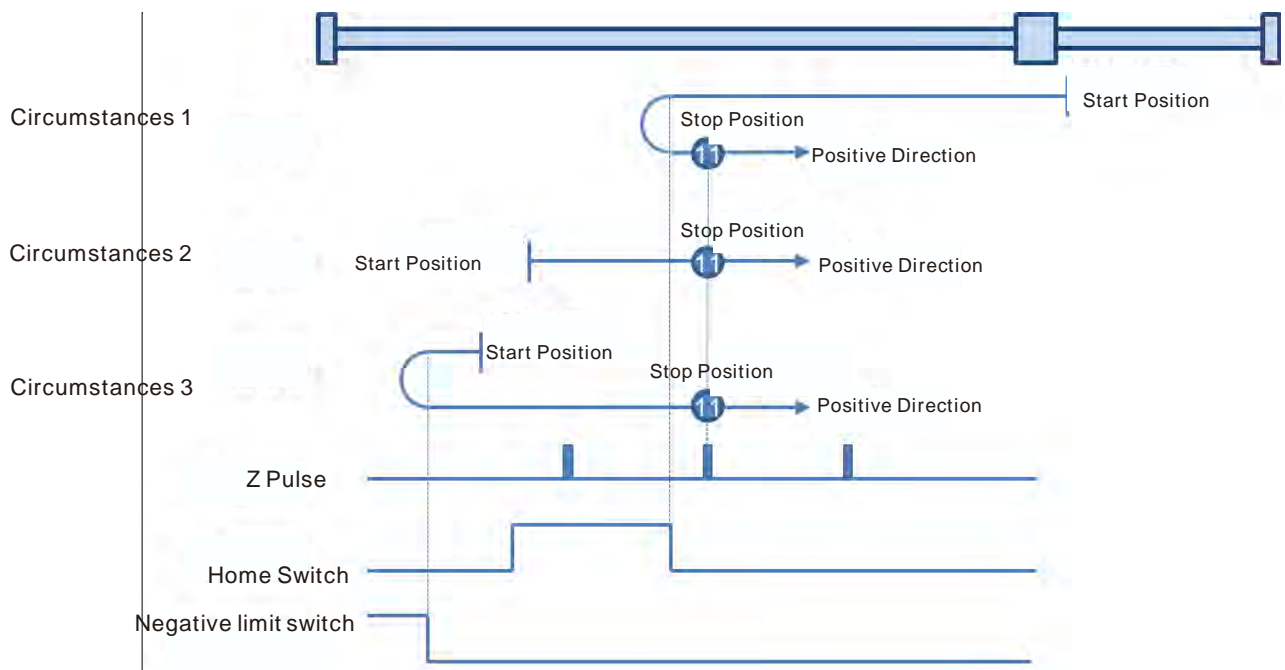 Circumstances 1
Start Position
Stop Position
11
Positive Direction
Circumstances 2
Start Position
Stop Position
11
Positive Direction
Circumstances 3
Start Position
Stop Position
11
Positive Direction
Z Pulse
Home Switch
Negative limit switch